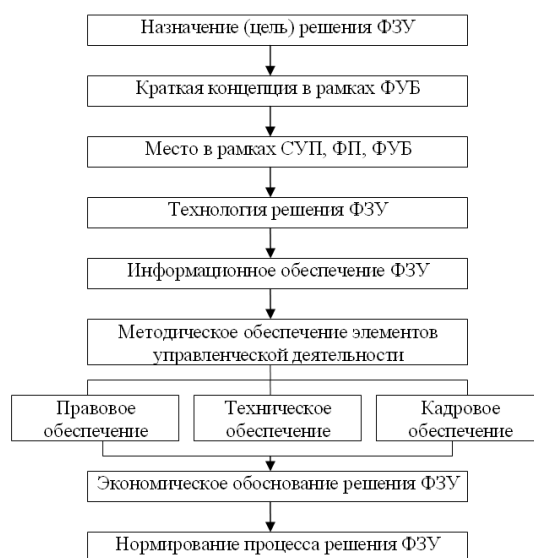 Назначение (цель) решения ФЗУ
Краткая концепция в рамках ФУБ
Место в рамках СУП, ФП, ФУБ
Технология решения ФЗУ
Информационное обеспечение ФЗУ
Методическое обеспечение элементов
управленческой деятельности
Правовое
обеспечение
Техническое
обеспечение
Кадровое
обеспечение
Экономическое обоснование решения ФЗУ
Нормирование процесса решения ФЗУ